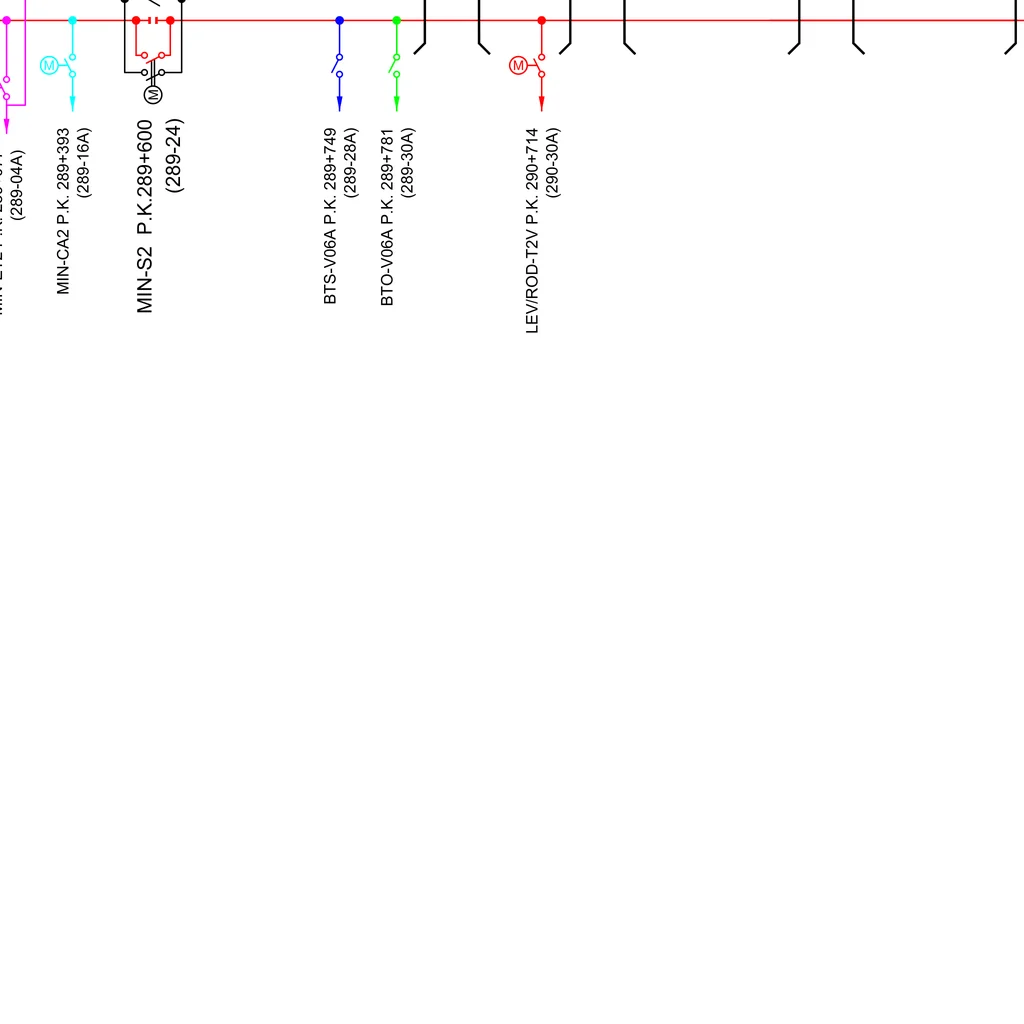 (289-04A)
M
MIN-CA2 P.K. 289+393
(289-16A)
M
MIN-S2 P.K.289+600
(289-24)
BTS-V06A P.K. 289+749
(289-28A)
BTO-V06A P.K. 289+781
(289-30A)
M
LEV/ROD-T2V P.K. 290+714
(290-30A)